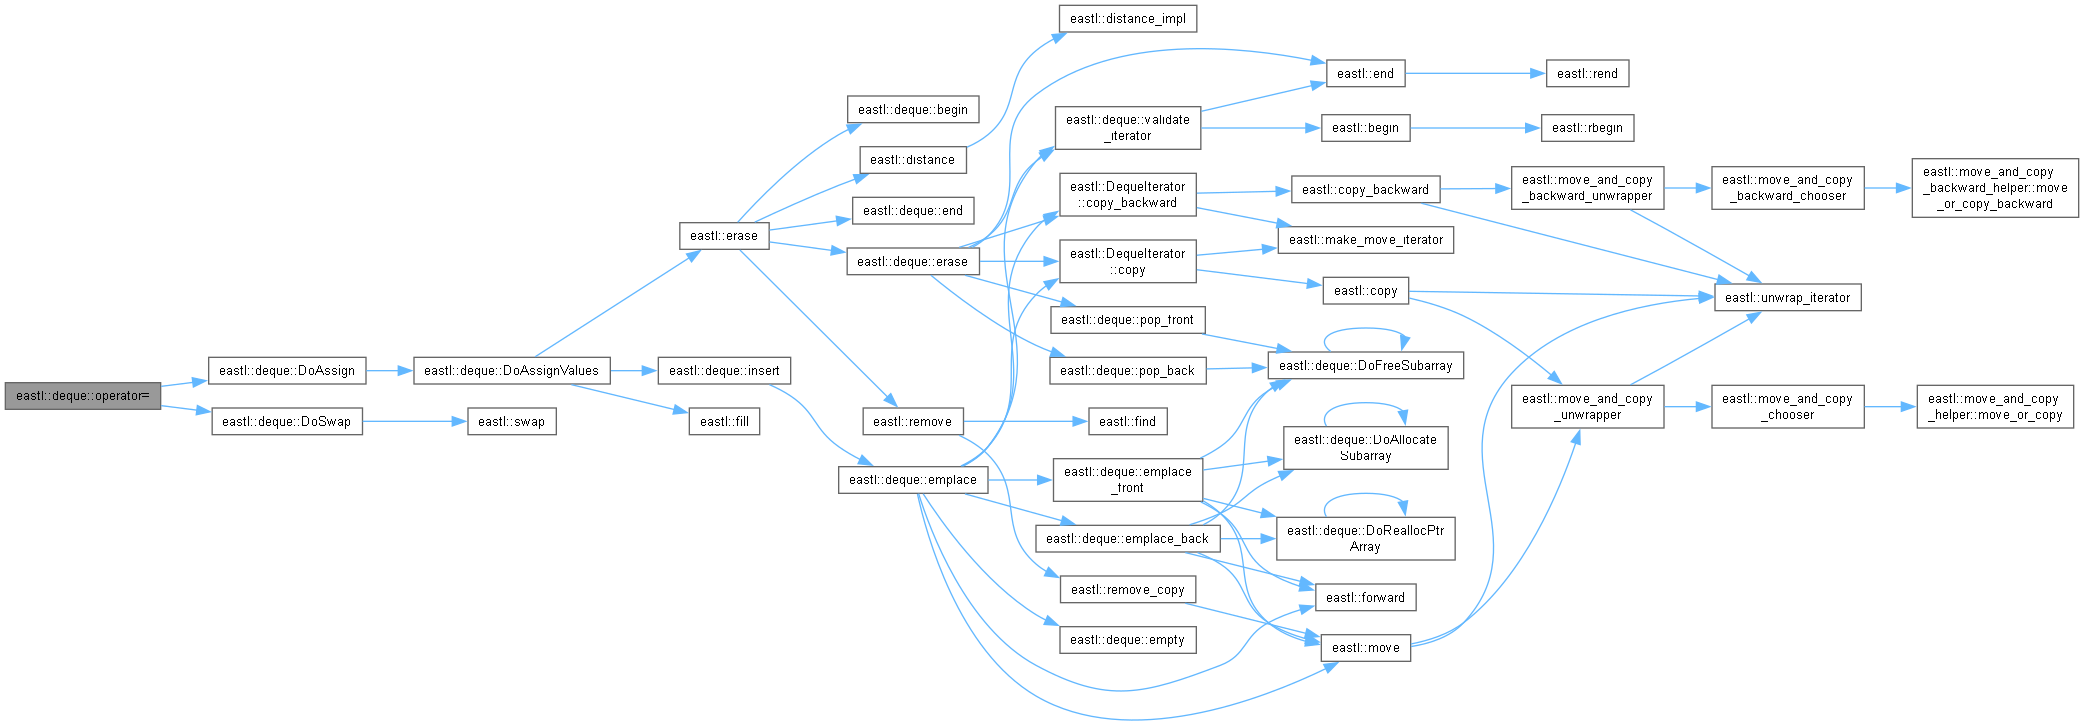 eastl::distance_impl
eastl::end
eastl::rend
eastl::deque::begin
eastl::deque::validate
_iterator
eastl::begin
eastl::rbegin
eastl::distance
eastl::DequeIterator
::copy_backward
eastl::copy_backward
eastl::move_and_copy
_backward_unwrapper
eastl::move_and_copy
_backward_chooser
eastl::move_and_copy
_backward_helper::move
_or_copy_backward
eastl::deque::end
eastl::erase
eastl::make_move_iterator
eastl::deque::erase
eastl::DequeIterator
::copy
eastl::copy
eastl::unwrap_iterator
eastl::deque::pop_front
eastl::deque::DoAssign
eastl::deque::DoAssignValues
eastl::deque::insert
eastl::deque::pop_back
eastl::deque::DoFreeSubarray
eastl::deque::operator=
eastl::deque::DoSwap
eastl::swap
eastl::fill
eastl::remove
eastl::find
eastl::move_and_copy
_unwrapper
eastl::move_and_copy
_chooser
eastl::move_and_copy
_helper::move_or_copy
eastl::deque::DoAllocate
Subarray
eastl::deque::emplace
eastl::deque::emplace
_front
eastl::deque::emplace_back
eastl::deque::DoReallocPtr
Array
eastl::remove_copy
eastl::forward
eastl::deque::empty
eastl::move